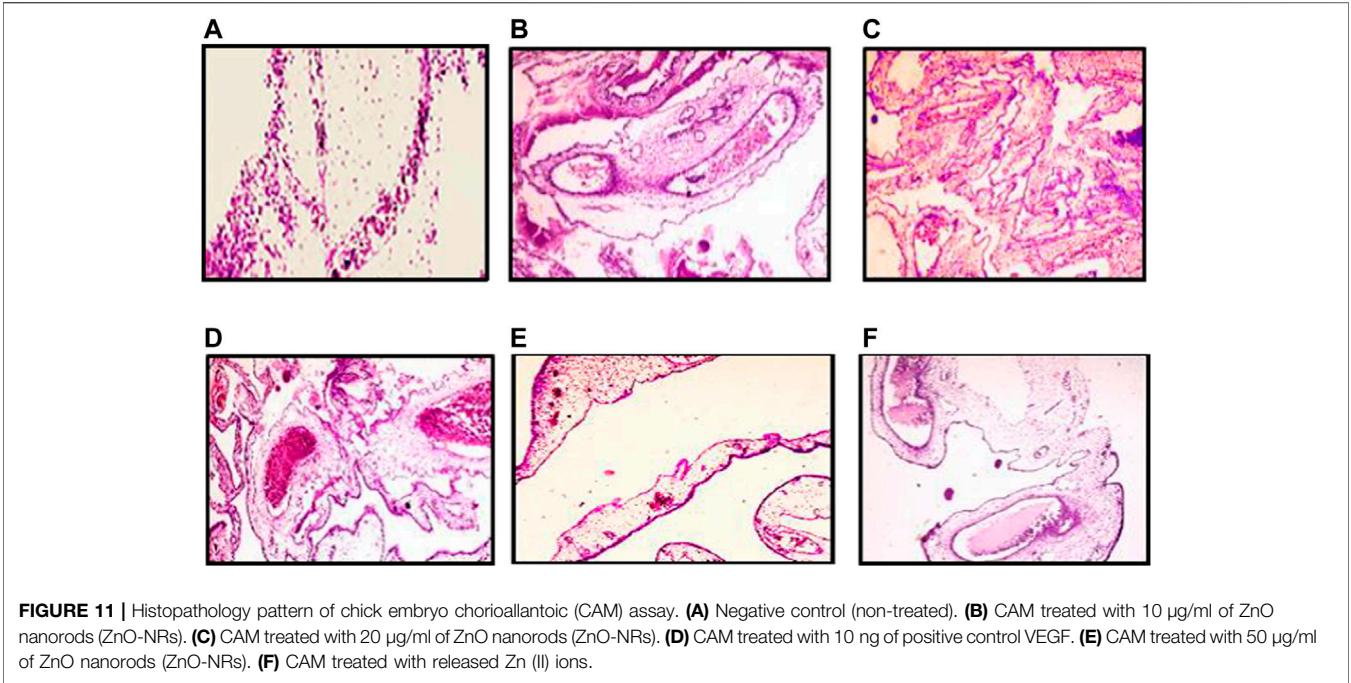 A
B
C
D
E
F
FIGURE 11 | Histopathology pattern of chick embryo chorioallantoic (CAM) assay. (A) Negative control (non-treated). (B) CAM treated with 10 µg/ml of ZnO
nanorods (ZnO-NRs). (C) CAM treated with 20 µg/ml of ZnO nanorods (ZnO-NRs). (D) CAM treated with 10 ng of positive control VEGF. (E) CAM treated with 50 µg/ml
of ZnO nanorods (ZnO-NRs). (F) CAM treated with released Zn (II) ions.